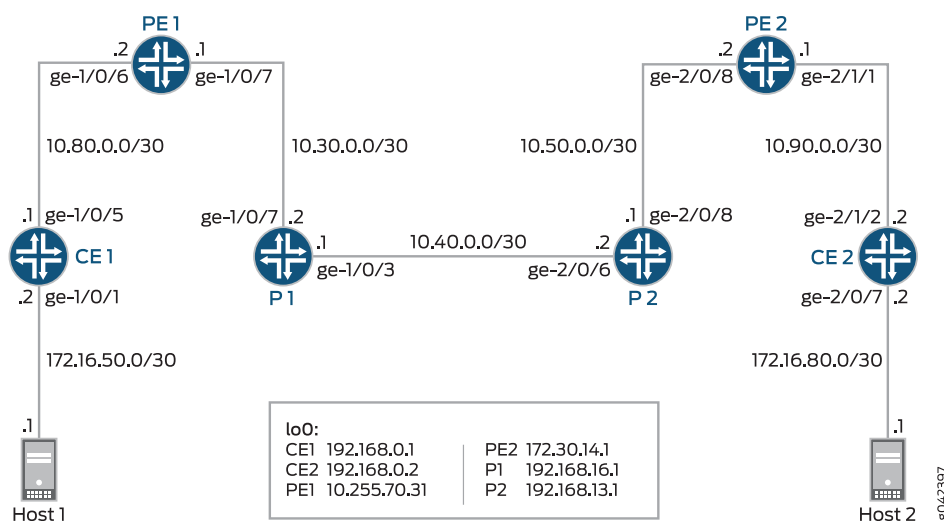 PE 1
PE 2
.2
.1
.2
.1
ge-1/0/6
ge-1/0/7
ge-2/0/8
ge-2/1/1
10.80.0.0/30
10.30.0.0/30
10.50.0.0/30
10.90.0.0/30
.1
ge-1/0/5
ge-1/0/7
.2
.1
ge-2/0/8
ge-2/1/2
.2
CE 1
.1
10.40.0.0/30
.2
CE 2
ge-1/0/3
ge-2/0/6
.2
ge-1/0/1
P 1
P 2
ge-2/0/7
.2
172.16.50.0/30
172.16.80.0/30
.1
.1
lo0:
CE1 192.168.0.1
CE2 192.168.0.2
PE1 10.255.70.31
PE2 172.30.14.1
P1 192.168.16.1
P2 192.168.13.1
Host 1
Host 2
g042397